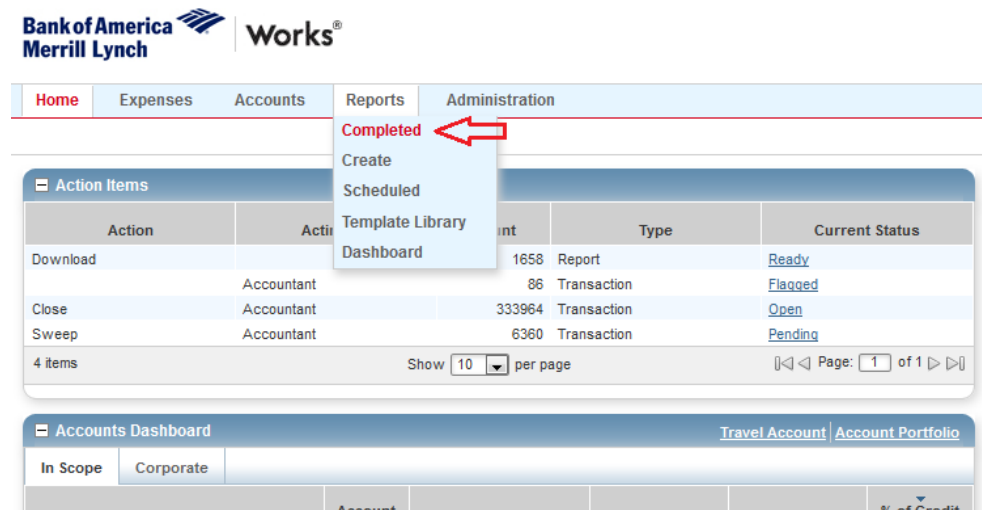 Bank of America
Merrill Lynch
Works®
Home Expenses Accounts Reports Administration
Completed
Create
Scheduled
Template Library
Dashboard
Action Items
Action Type Current Status
Download 1658 Report Ready
Accountant 86 Transaction Flagged
Close Accountant 333964 Transaction Open
Sweep Accountant 6360 Transaction Pending
4 items Show 10 per page Page: 1 of 1
Accounts Dashboard Travel Account Account Portfolio
In Scope Corporate
Account % of Credit